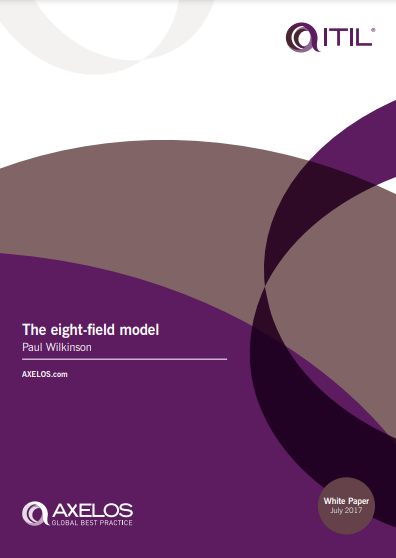 ITIL®
The eight-field model
Paul Wilkinson
AXELOS.com
AXELOS
GLOBAL BEST PRACTICE
White Paper
July 2017